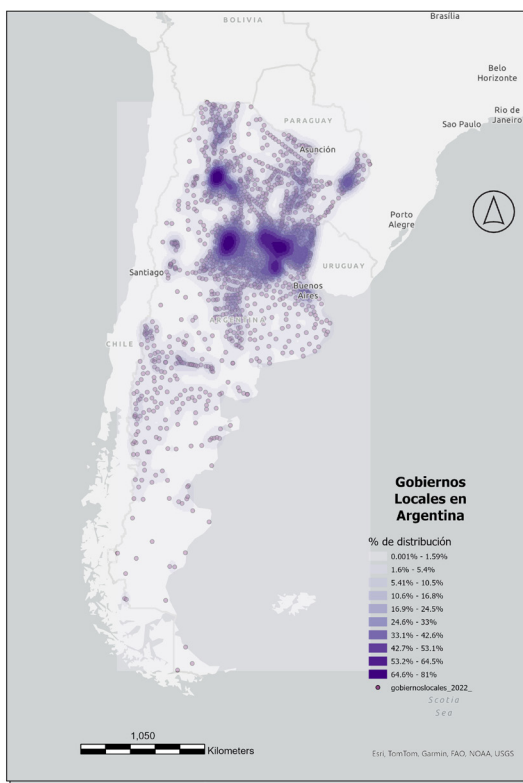 BOLIVIA
Brasília
Belo
Horizonte
PARAGUAY
Rio de
Janeiro
Sao Paulo
Asunción
Porto
Alegre
URUGUAY
Santiago
Buenos
Aires
ARGENTINA
CHILE
Gobiernos
Locales en
Argentina
% de distribución
0.001% - 1.59%
1.6% - 5.4%
5.41% - 10.5%
10.6% - 16.8%
16.9% - 24.5%
24.6% - 33%
33.1% - 42.6%
42.7% - 53.1%
53.2% - 64.5%
64.6% - 81%
gobiernoslocales_2022_
Scotia
Sea
1,050
Kilometers
Esri, TomTom, Garmin, FAO, NOAA, USGS